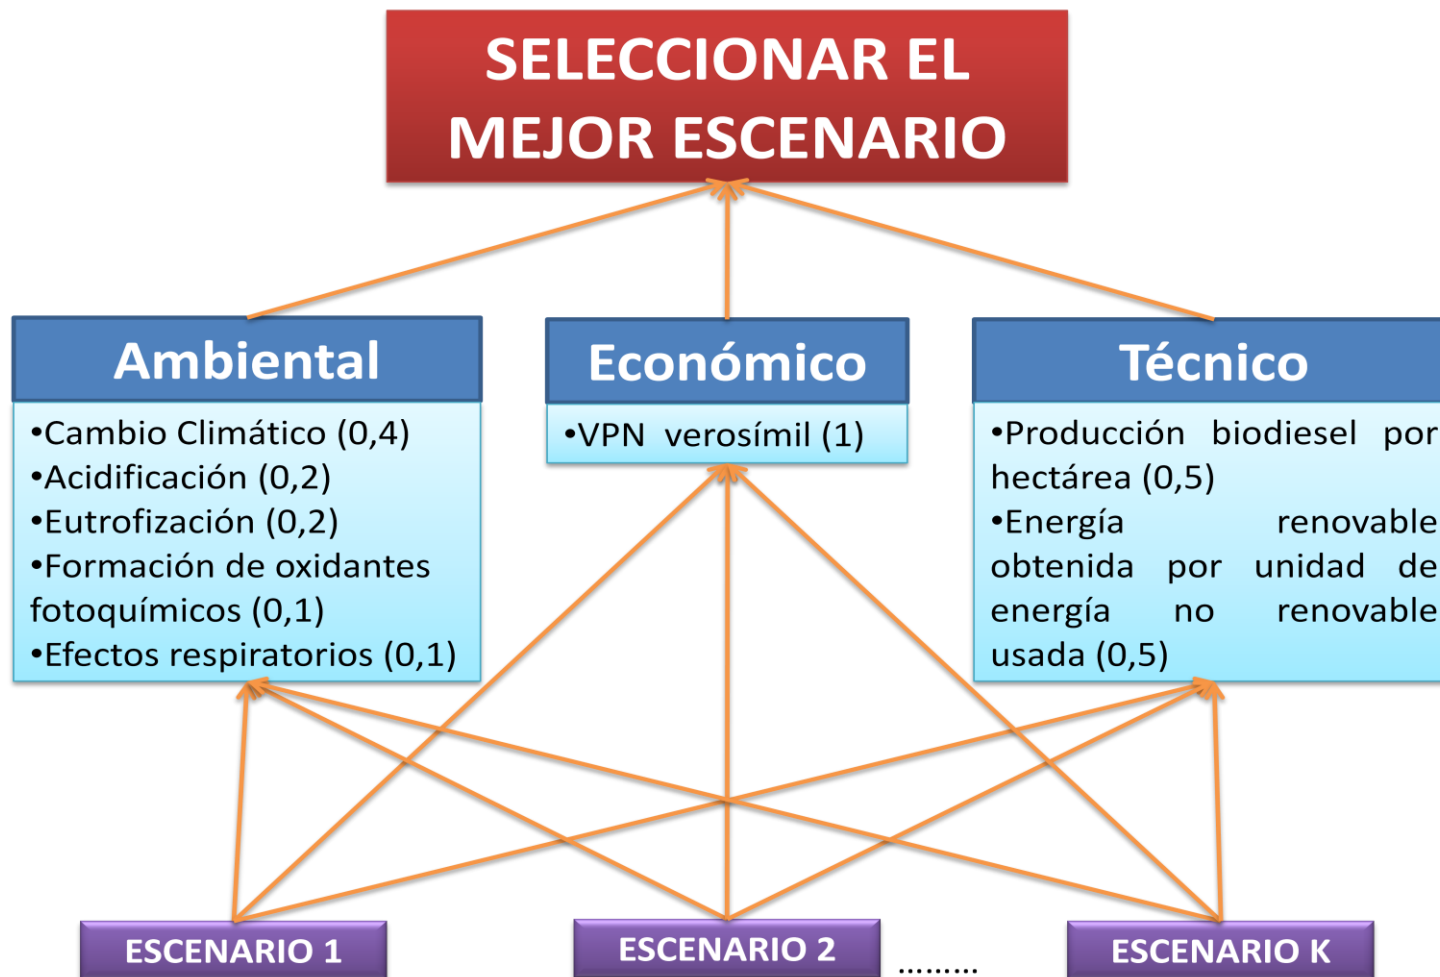 SELECCIONAR EL
MEJOR ESCENARIO
Ambiental
•Cambio Climático (0,4)
•Acidificación (0,2)
•Eutrofización (0,2)
•Formación de oxidantes
fotoquímicos (0,1)
•Efectos respiratorios (0,1)
Económico
•VPN verosímil (1)
Técnico
•Producción biodiesel por
hectárea (0,5)
•Energía renovable
obtenida por unidad de
energía no renovable
usada (0,5)
ESCENARIO 1
ESCENARIO 2
.........
ESCENARIO K